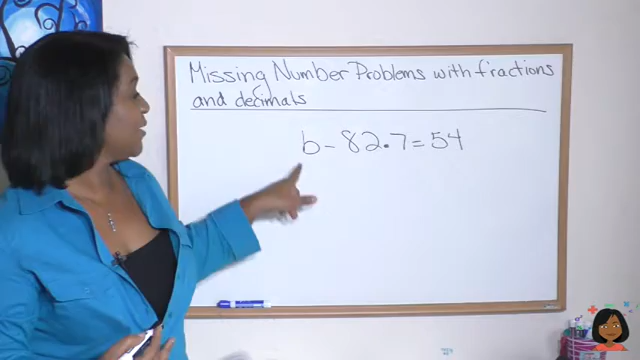 Missing Number Problems with fractions
and decimals
b - 82.7 = 54